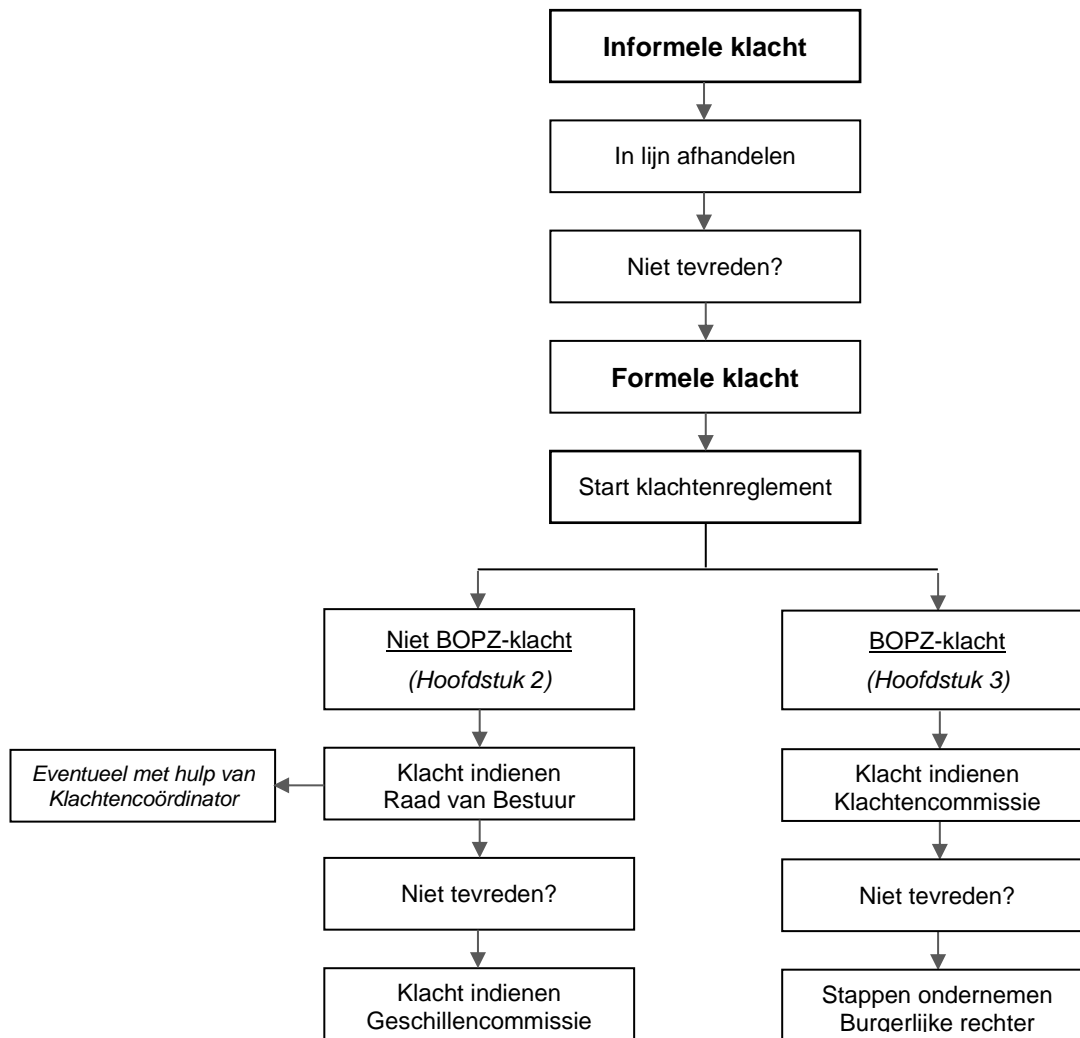 Informele klacht
In lijn afhandelen
Niet tevreden?
Formele klacht
Start klachtenreglement
Niet BOPZ-klacht
(Hoofdstuk 2)
BOPZ-klacht
(Hoofdstuk 3)
Eventueel met hulp van
Klachtencoördinator
Klacht indienen
Raad van Bestuur
Klacht indienen
Klachtencommissie
Niet tevreden?
Niet tevreden?
Klacht indienen
Geschillencommissie
Stappen ondernemen
Burgerlijke rechter